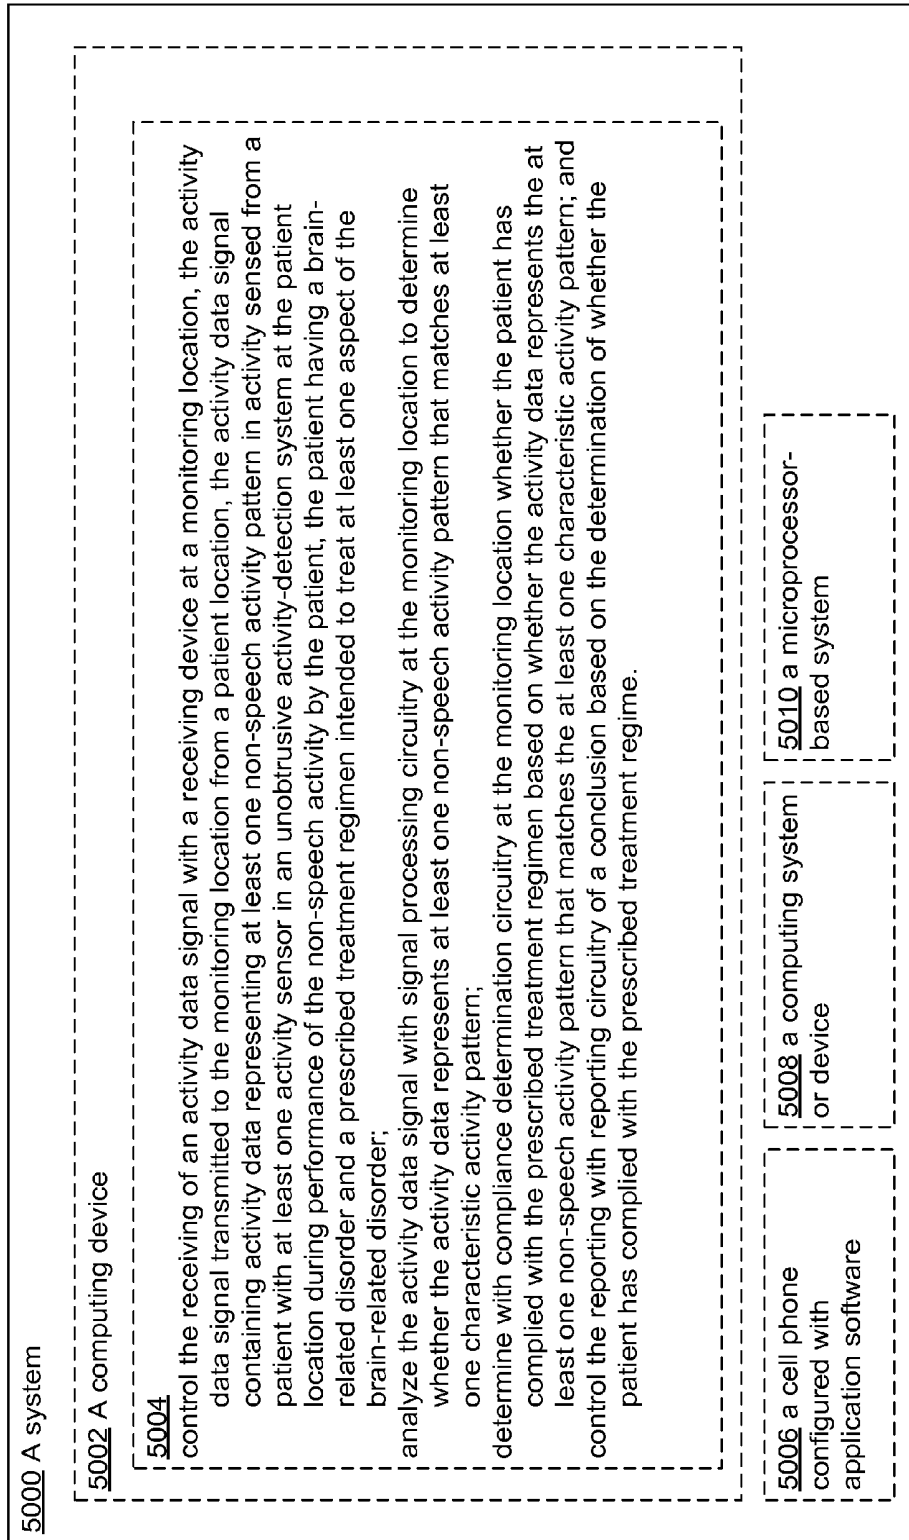 5000 A system
5002 A computing device
5004
control the receiving of an activity data signal with a receiving device at a monitoring location, the activity
data signal transmitted to the monitoring location from a patient location, the activity data signal
containing activity data representing at least one non-speech activity pattern in activity sensed from a
patient with at least one activity sensor in an unobtrusive activity-detection system at the patient
location during performance of the non-speech activity by the patient, the patient having a brain-
related disorder and a prescribed treatment regimen intended to treat at least one aspect of the
brain-related disorder;
analyze the activity data signal with signal processing circuitry at the monitoring location to determine
whether the activity data represents at least one non-speech activity pattern that matches at least
one characteristic activity pattern;
determine with compliance determination circuitry at the monitoring location whether the patient has
complied with the prescribed treatment regimen based on whether the activity data represents the at
least one non-speech activity pattern that matches the at least one characteristic activity pattern; and
control the reporting with reporting circuitry of a conclusion based on the determination of whether the
patient has complied with the prescribed treatment regime.
5006 a cell phone
configured with
application software
5008 a computing system
or device
5010 a microprocessor-
based system